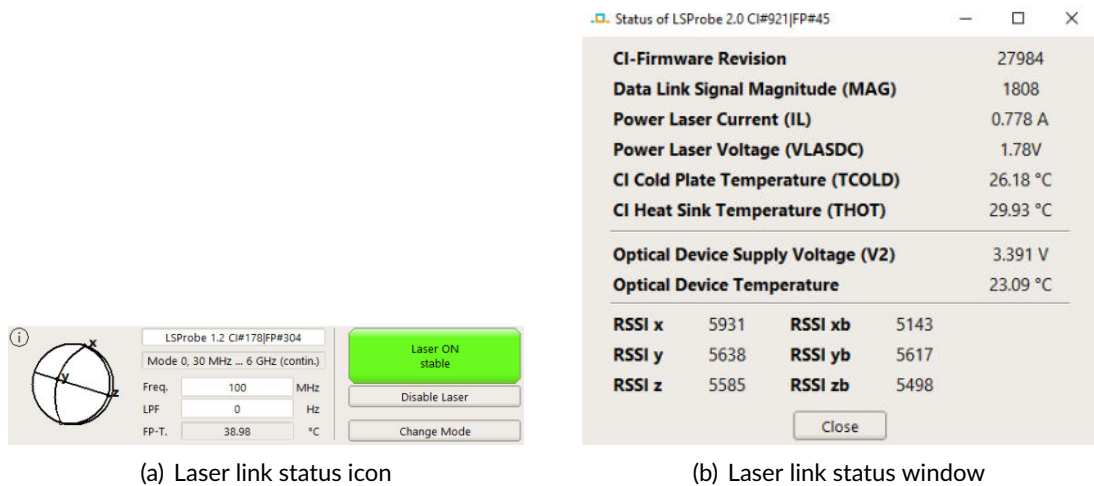 Status of LSProbe 2.0 CI#921|FP#45
CI-Firmware Revision 27984
Data Link Signal Magnitude (MAG) 1808
Power Laser Current (IL) 0.778 A
Power Laser Voltage (VLASDC) 1.78V
CI Cold Plate Temperature (TCOLD) 26.18 °C
CI Heat Sink Temperature (THOT) 29.93 °C
Optical Device Supply Voltage (V2) 3.391 V
Optical Device Temperature 23.09 °C
RSSI x 5931 RSSI xb 5143
RSSI y 5638 RSSI yb 5617
RSSI z 5585 RSSI zb 5498
Close
i
x
y
z
LSProbe 1.2 CI#178|FP#304
Mode 0, 30 MHz ... 6 GHz (contin.)
Freq. 100 MHz
LPF 0 Hz
FP-T. 38.98 °C
Laser ON
stable
Disable Laser
Change Mode
(a) Laser link status icon
(b) Laser link status window